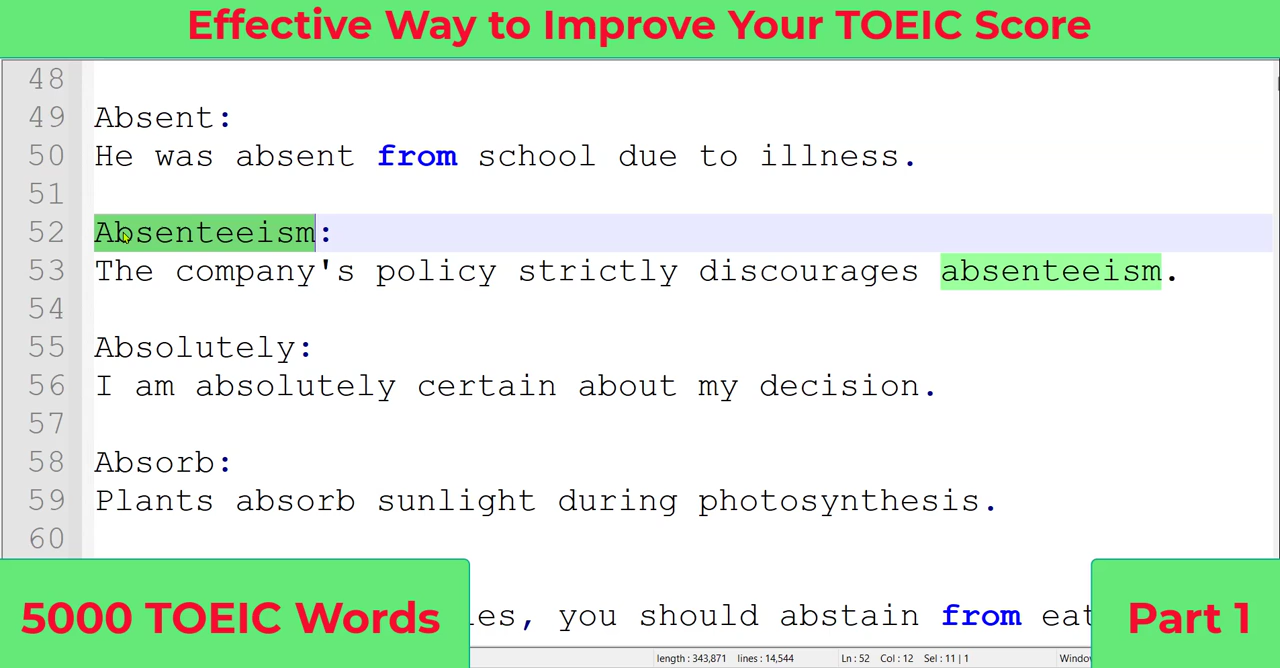 Effective Way to Improve Your TOEIC Score
48
49 Absent:
50 He was absent from school due to illness.
51
52 Absenteeism:
53 The company's policy strictly discourages absenteeism.
54
55 Absolutely:
56 I am absolutely certain about my decision.
57
58 Absorb:
59 Plants absorb sunlight during photosynthesis.
60
you should abstain from
5000 TOEIC Words
Part 1
length : 343,871 lines : 14,544 Ln : 52 Col : 12 Sel : 11 | 1